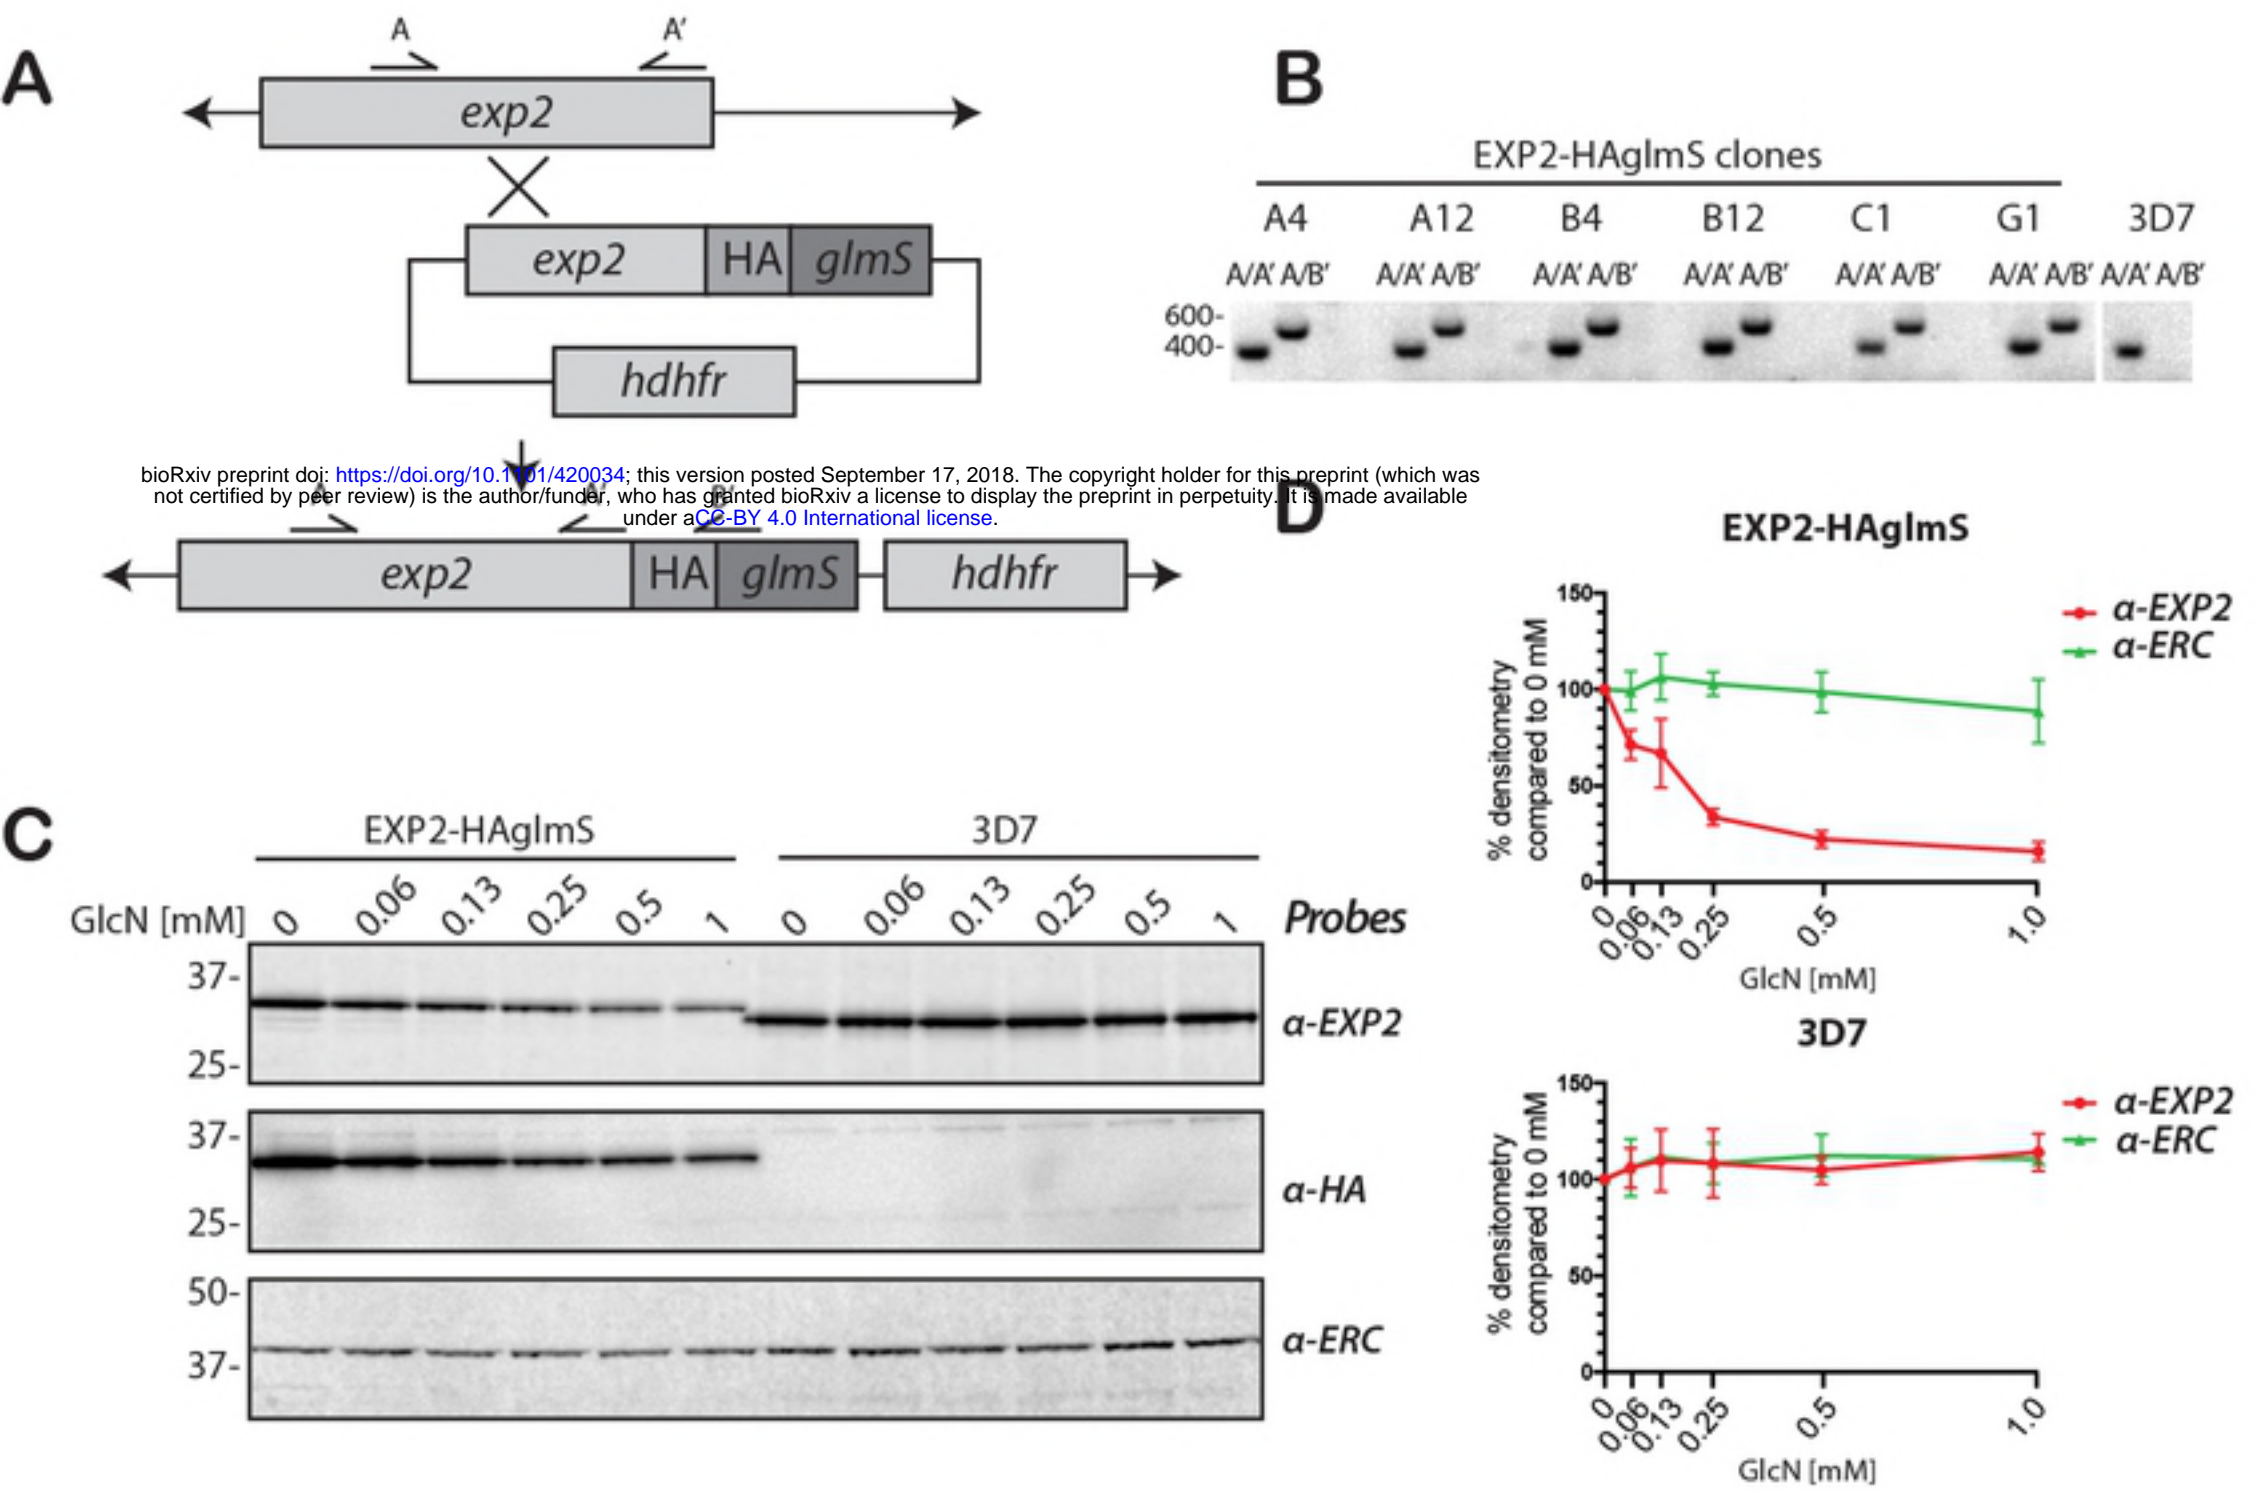 A
A A'
exp2
exp2 HA glmS
hdhfr
bioRxiv preprint doi: https://doi.org/10.1101/420034; this version posted September 17, 2018. The copyright holder for this preprint (which was
not certified by peer review) is the author/funder, who has granted bioRxiv a license to display the preprint in perpetuity. It is made available
under aCC-BY 4.0 International license.
A A' B'
exp2 HA glmS hdhfr
B
EXP2-HAglmS clones
A4 A12 B4 B12 C1 G1 3D7
A/A' A/B' A/A' A/B' A/A' A/B' A/A' A/B' A/A' A/B' A/A' A/B' A/A' A/B'
600-
400-
C
EXP2-HAglmS 3D7
GlcN [mM] 0 0.06 0.13 0.25 0.5 1 0 0.06 0.13 0.25 0.5 1 Probes
37-
25-
α-EXP2
37-
25-
α-HA
50-
37-
α-ERC
D
EXP2-HAglmS
α-EXP2
α-ERC
% densitometry
compared to 0 mM
150
100
50
0
0 0.06 0.13 0.25 0.5 1.0
GlcN [mM]
3D7
α-EXP2
α-ERC
% densitometry
compared to 0 mM
150
100
50
0
0 0.06 0.13 0.25 0.5 1.0
GlcN [mM]